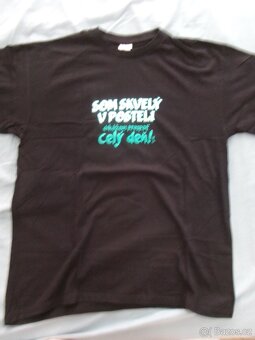 SOM SKVELÝ
V POSTELI
celý deň!
bazos.cz